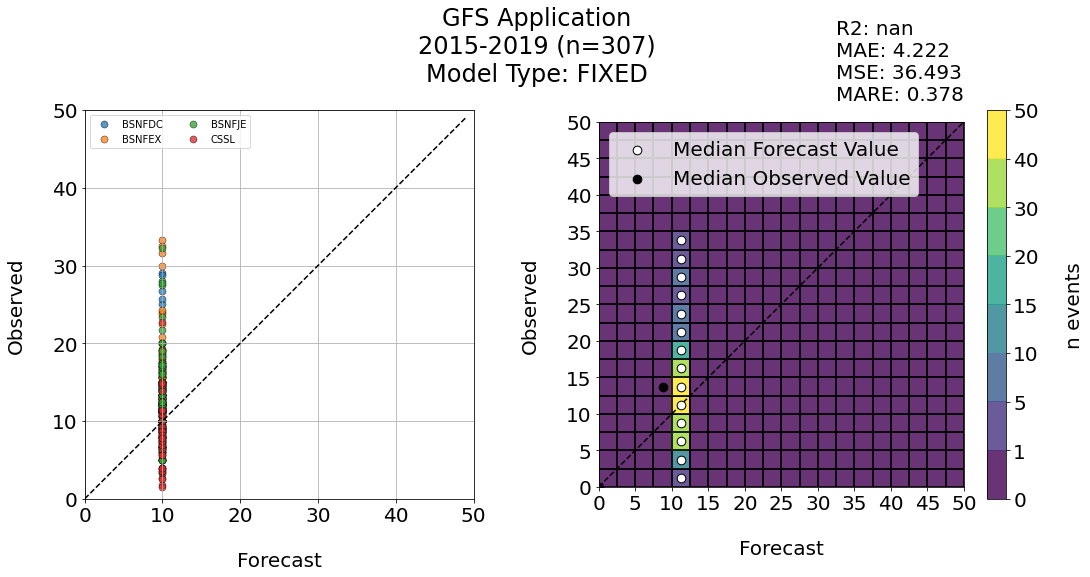 GFS Application
2015-2019 (n=307)
Model Type: FIXED
R2: nan
MAE: 4.222
MSE: 36.493
MARE: 0.378
BSNFDC
BSNFEX
BSNFJE
CSSL
50
40
30
20
10
0
Observed
0
10
20
30
40
50
Forecast
Median Forecast Value
Median Observed Value
50
45
40
35
30
25
20
15
10
5
0
Observed
0
5
10
15
20
25
30
35
40
45
50
Forecast
50
40
30
20
15
10
5
1
0
n events